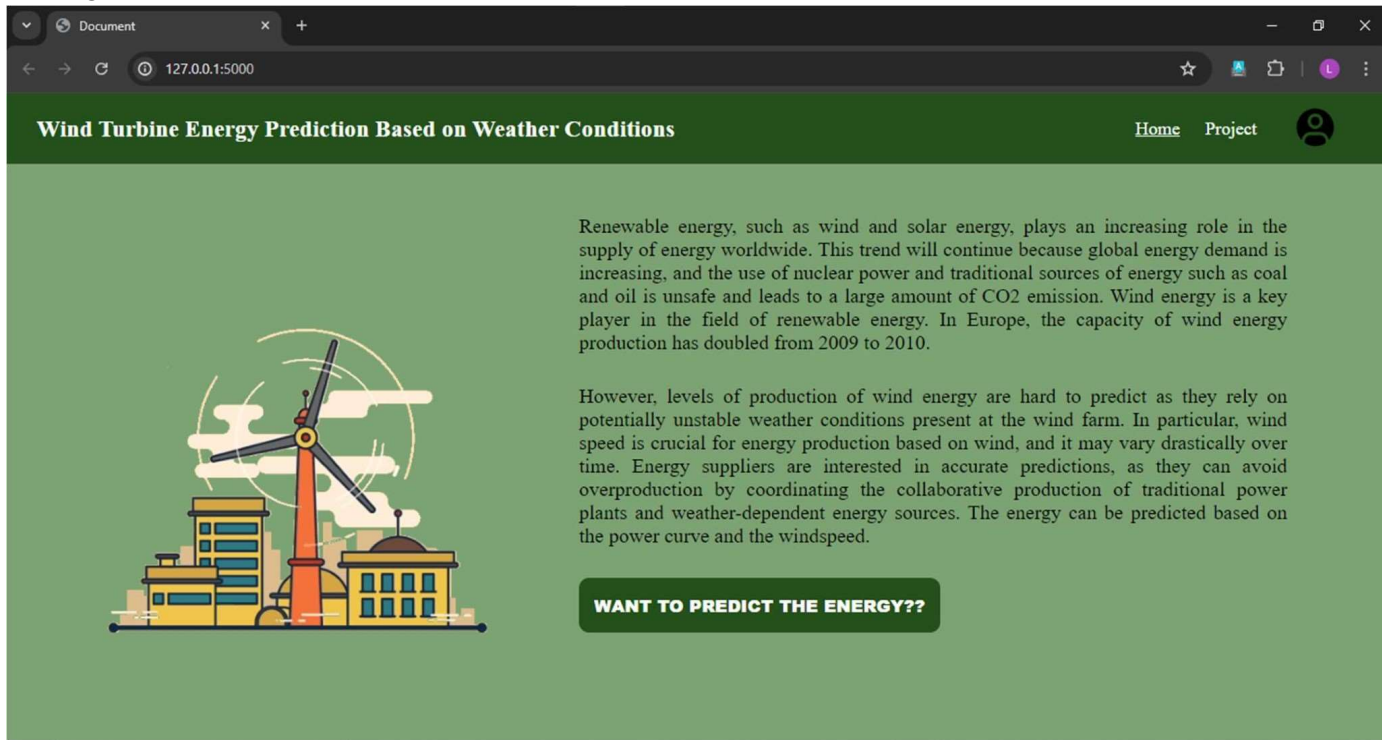 Document
127.0.0.1:5000
L
Wind Turbine Energy Prediction Based on Weather Conditions
Home Project
Renewable energy, such as wind and solar energy, plays an increasing role in the
supply of energy worldwide. This trend will continue because global energy demand is
increasing, and the use of nuclear power and traditional sources of energy such as coal
and oil is unsafe and leads to a large amount of CO2 emission. Wind energy is a key
player in the field of renewable energy. In Europe, the capacity of wind energy
production has doubled from 2009 to 2010.
However, levels of production of wind energy are hard to predict as they rely on
potentially unstable weather conditions present at the wind farm. In particular, wind
speed is crucial for energy production based on wind, and it may vary drastically over
time. Energy suppliers are interested in accurate predictions, as they can avoid
overproduction by coordinating the collaborative production of traditional power
plants and weather-dependent energy sources. The energy can be predicted based on
the power curve and the windspeed.
WANT TO PREDICT THE ENERGY??